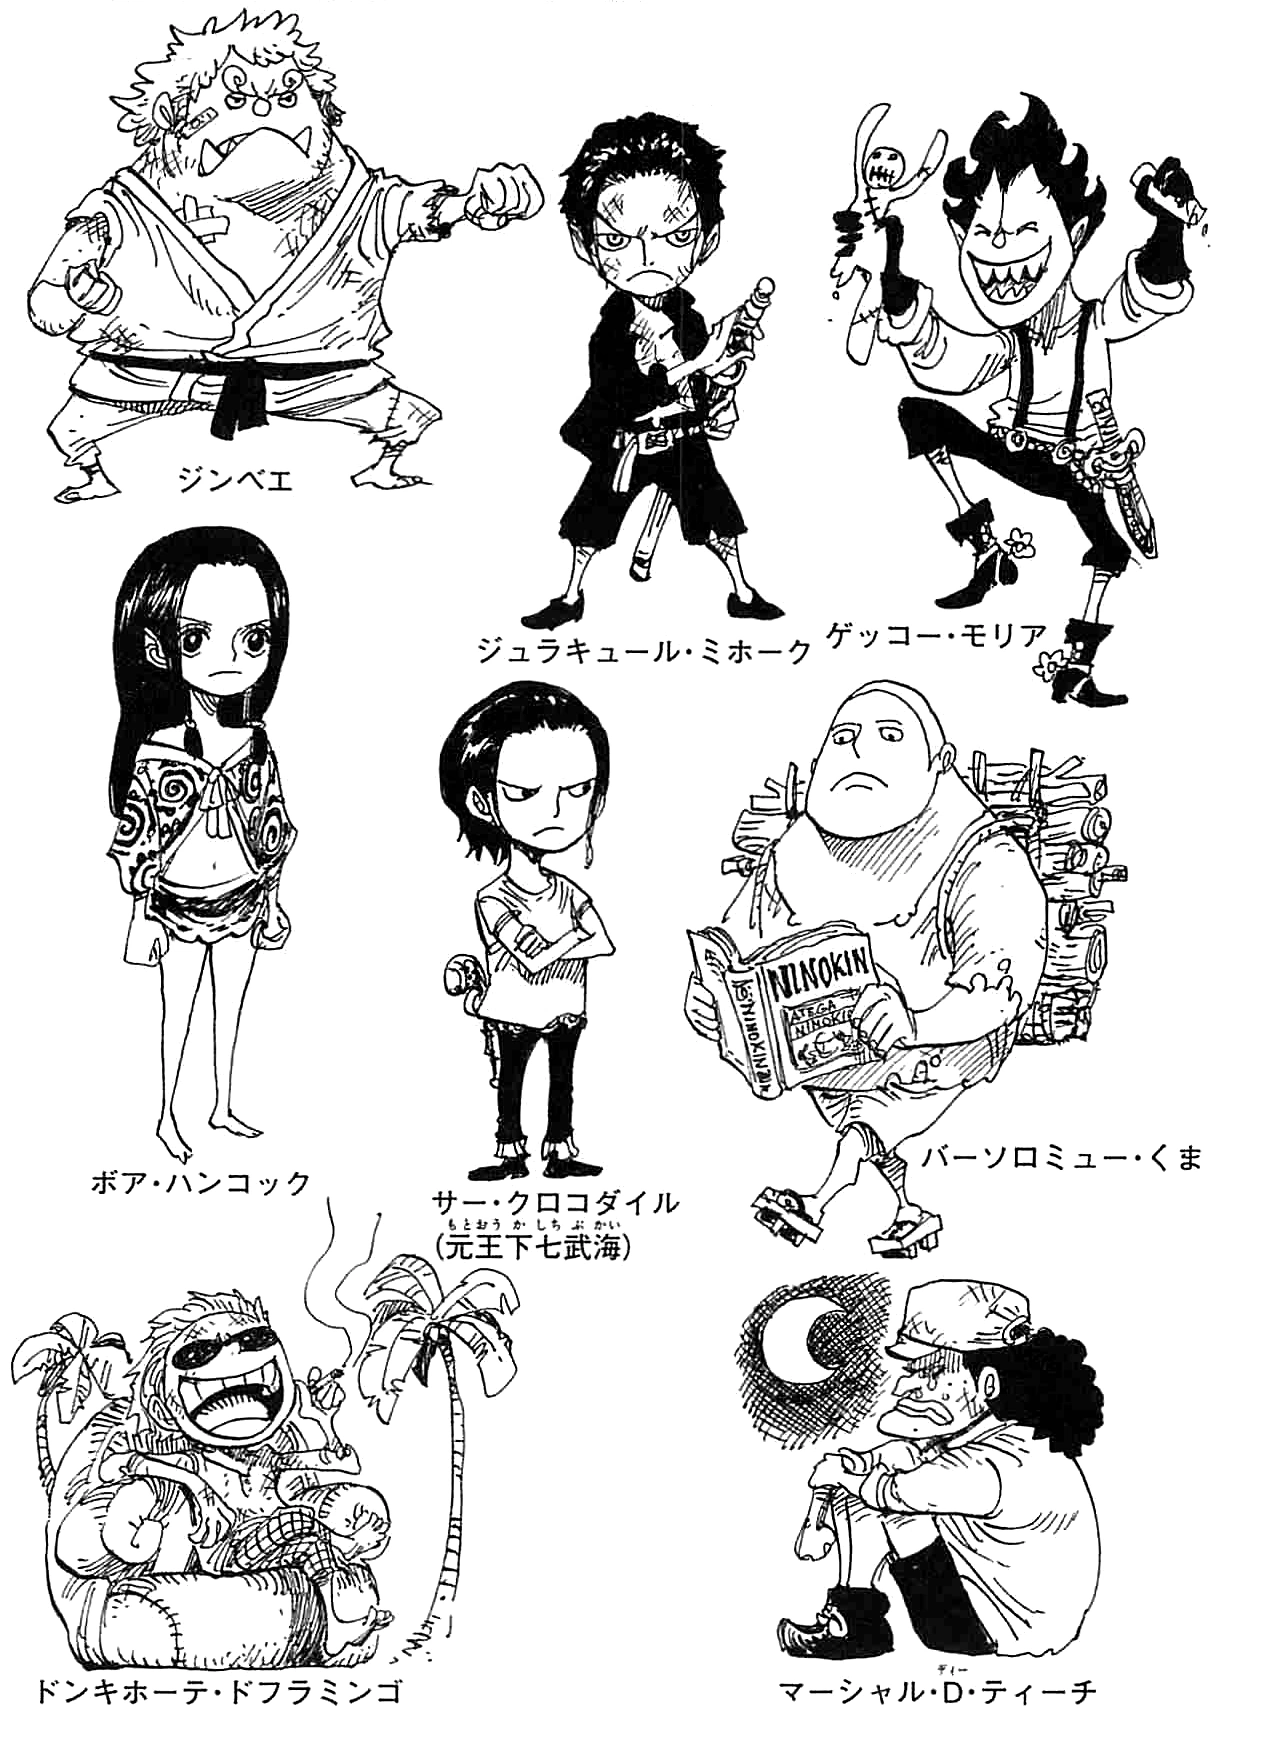 ジンベエ
ジュラキュール・ミホーク
ゲッコー・モリア
NINOKIN
NINOKIN
ATEGA
NINOKIN
ボア・ハンコック
サー・クロコダイル
もとおうかしちぶかい
(元王下七武海)
バーソロミュー・くま
ドンキホーテ・ドフラミンゴ
ディー
マーシャル・D・ティーチ